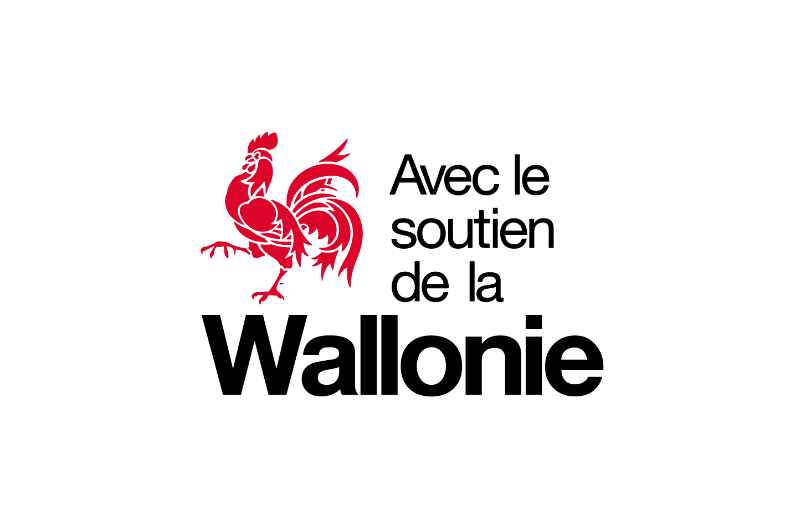 Avec le
soutien
de la
Wallonie